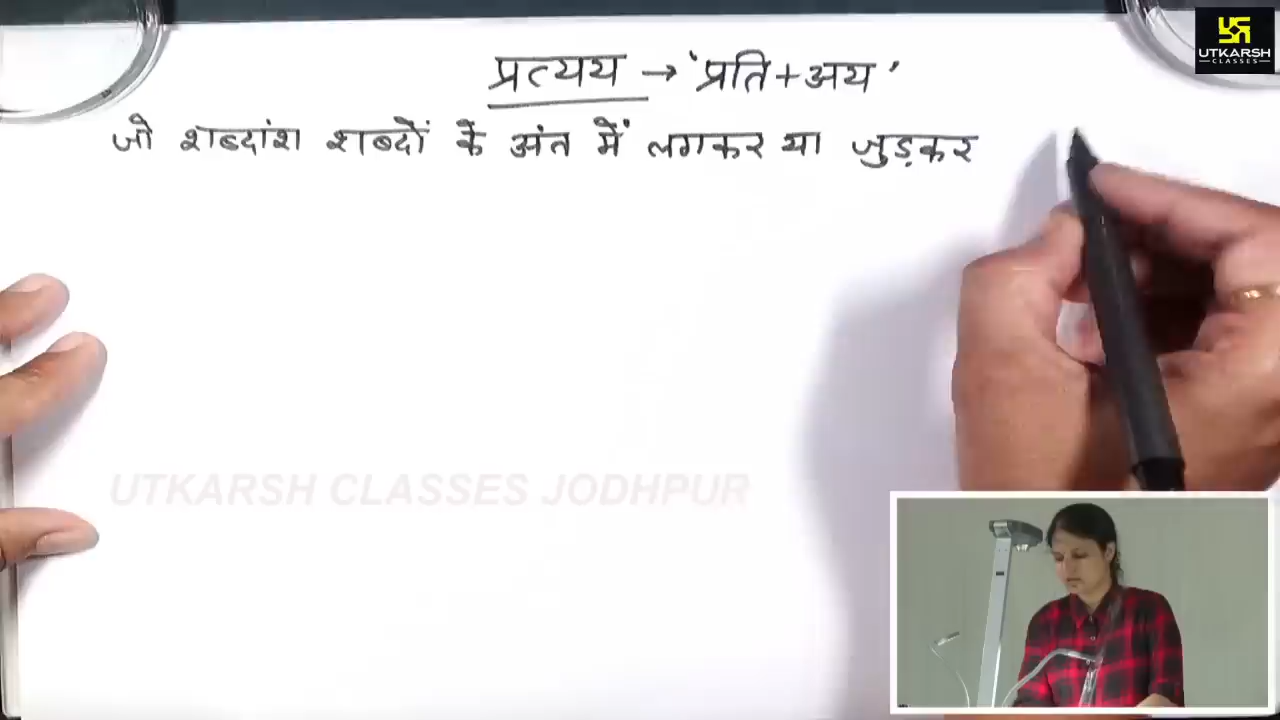 UTKARSH
CLASSES
प्रत्यय → 'प्रति + अय'
जो शब्दांश शब्दों के अंत में लगकर या जुड़कर
UTKARSH CLASSES JODHPUR